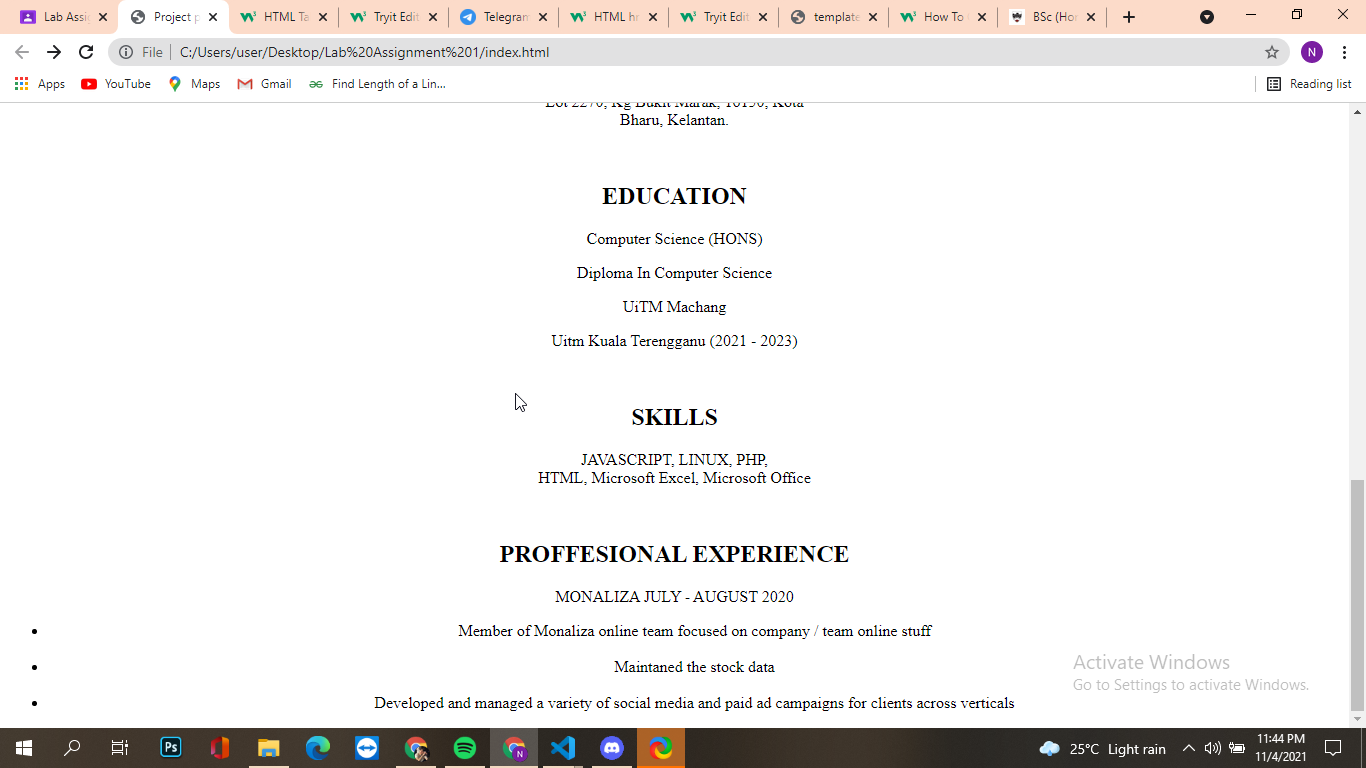 Lab Assi
Project p
HTML Ta
Tryit Edit
Telegram
HTML hr
Tryit Edit
template
How To
BSc (Hon
File
C:/Users/user/Desktop/Lab%20Assignment%201/index.html
N
Apps
YouTube
Maps
Gmail
Find Length of a Lin...
Reading list
Bharu, Kelantan.
EDUCATION
Computer Science (HONS)
Diploma In Computer Science
UiTM Machang
Uitm Kuala Terengganu (2021 - 2023)
SKILLS
JAVASCRIPT, LINUX, PHP,
HTML, Microsoft Excel, Microsoft Office
PROFFESIONAL EXPERIENCE
MONALIZA JULY - AUGUST 2020
Member of Monaliza online team focused on company / team online stuff
Maintaned the stock data
Developed and managed a variety of social media and paid ad campaigns for clients across verticals
Activate Windows
Go to Settings to activate Windows.
Ps
N
25°C Light rain
11:44 PM
11/4/2021